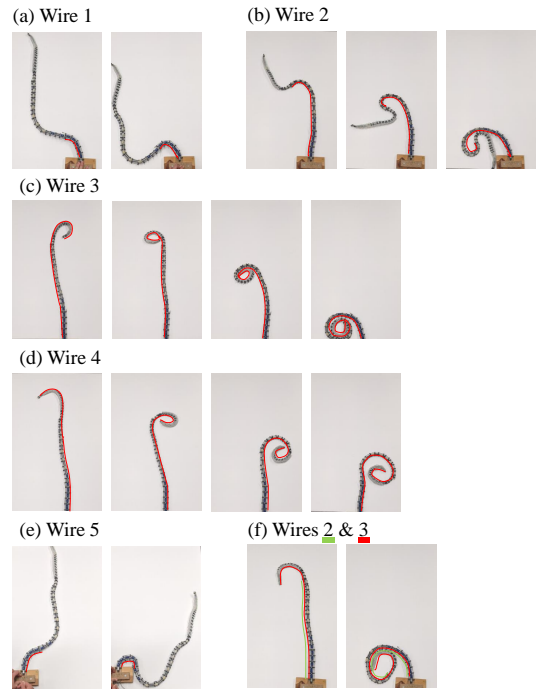 (a) Wire 1
(b) Wire 2
(c) Wire 3
(d) Wire 4
(e) Wire 5
(f) Wires 2 & 3